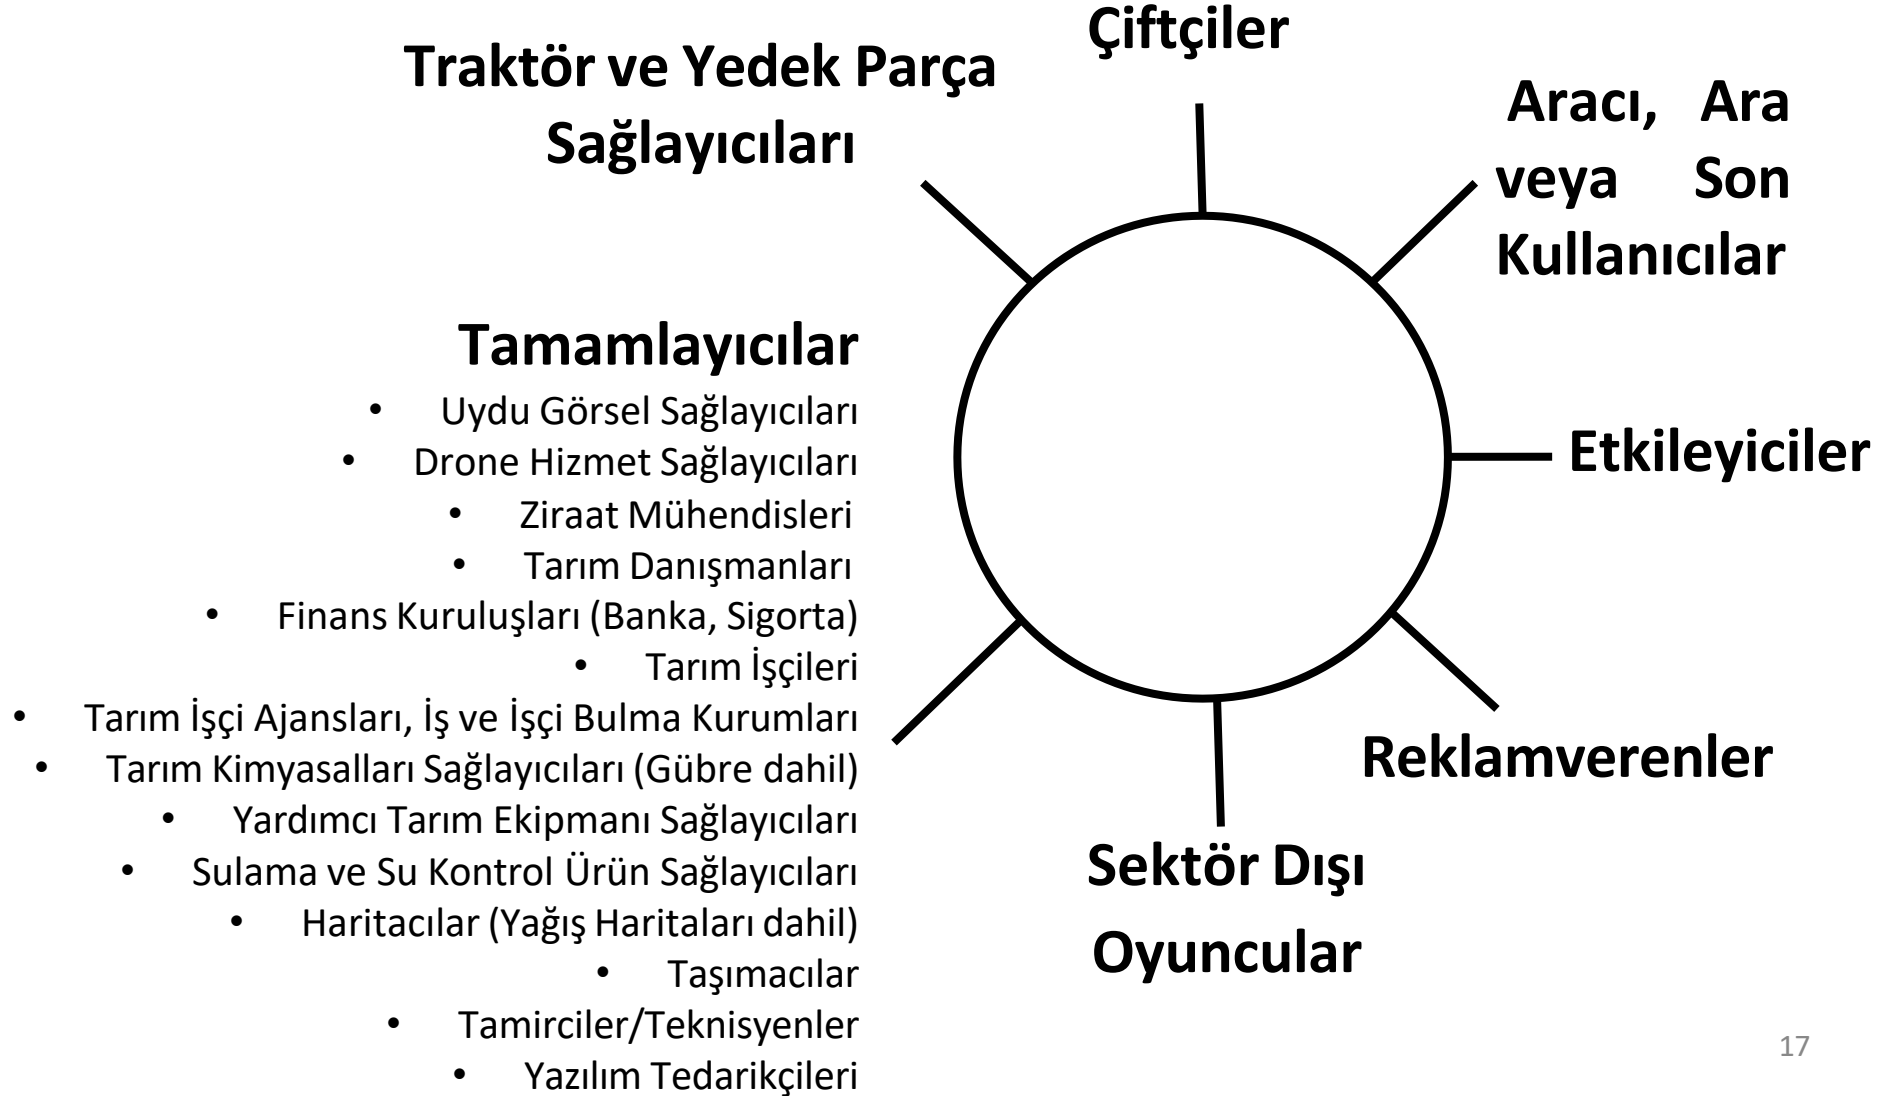 Çiftçiler
Traktör ve Yedek Parça
Sağlayıcıları
Aracı, Ara
veya Son
Kullanıcılar
Tamamlayıcılar
• Uydu Görsel Sağlayıcıları
• Drone Hizmet Sağlayıcıları
• Ziraat Mühendisleri
• Tarım Danışmanları
• Finans Kuruluşları (Banka, Sigorta)
• Tarım İşçileri
• Tarım İşçi Ajansları, İş ve İşçi Bulma Kurumları
• Tarım Kimyasalları Sağlayıcıları (Gübre dahil)
• Yardımcı Tarım Ekipmanı Sağlayıcıları
• Sulama ve Su Kontrol Ürün Sağlayıcıları
• Haritacılar (Yağış Haritaları dahil)
• Taşımacılar
• Tamirciler/Teknisyenler
• Yazılım Tedarikçileri
Etkileyiciler
Reklamverenler
Sektör Dışı
Oyuncular
17